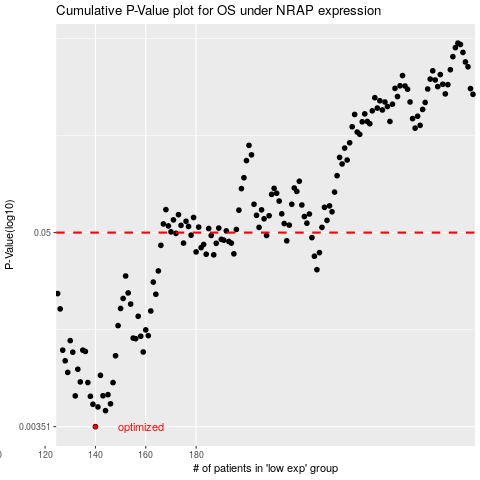 Cumulative P-Value plot for OS under NRAP expression
P-Value(log10)
0.05
0.00351
optimized
0 120 140 160 180
# of patients in 'low exp' group